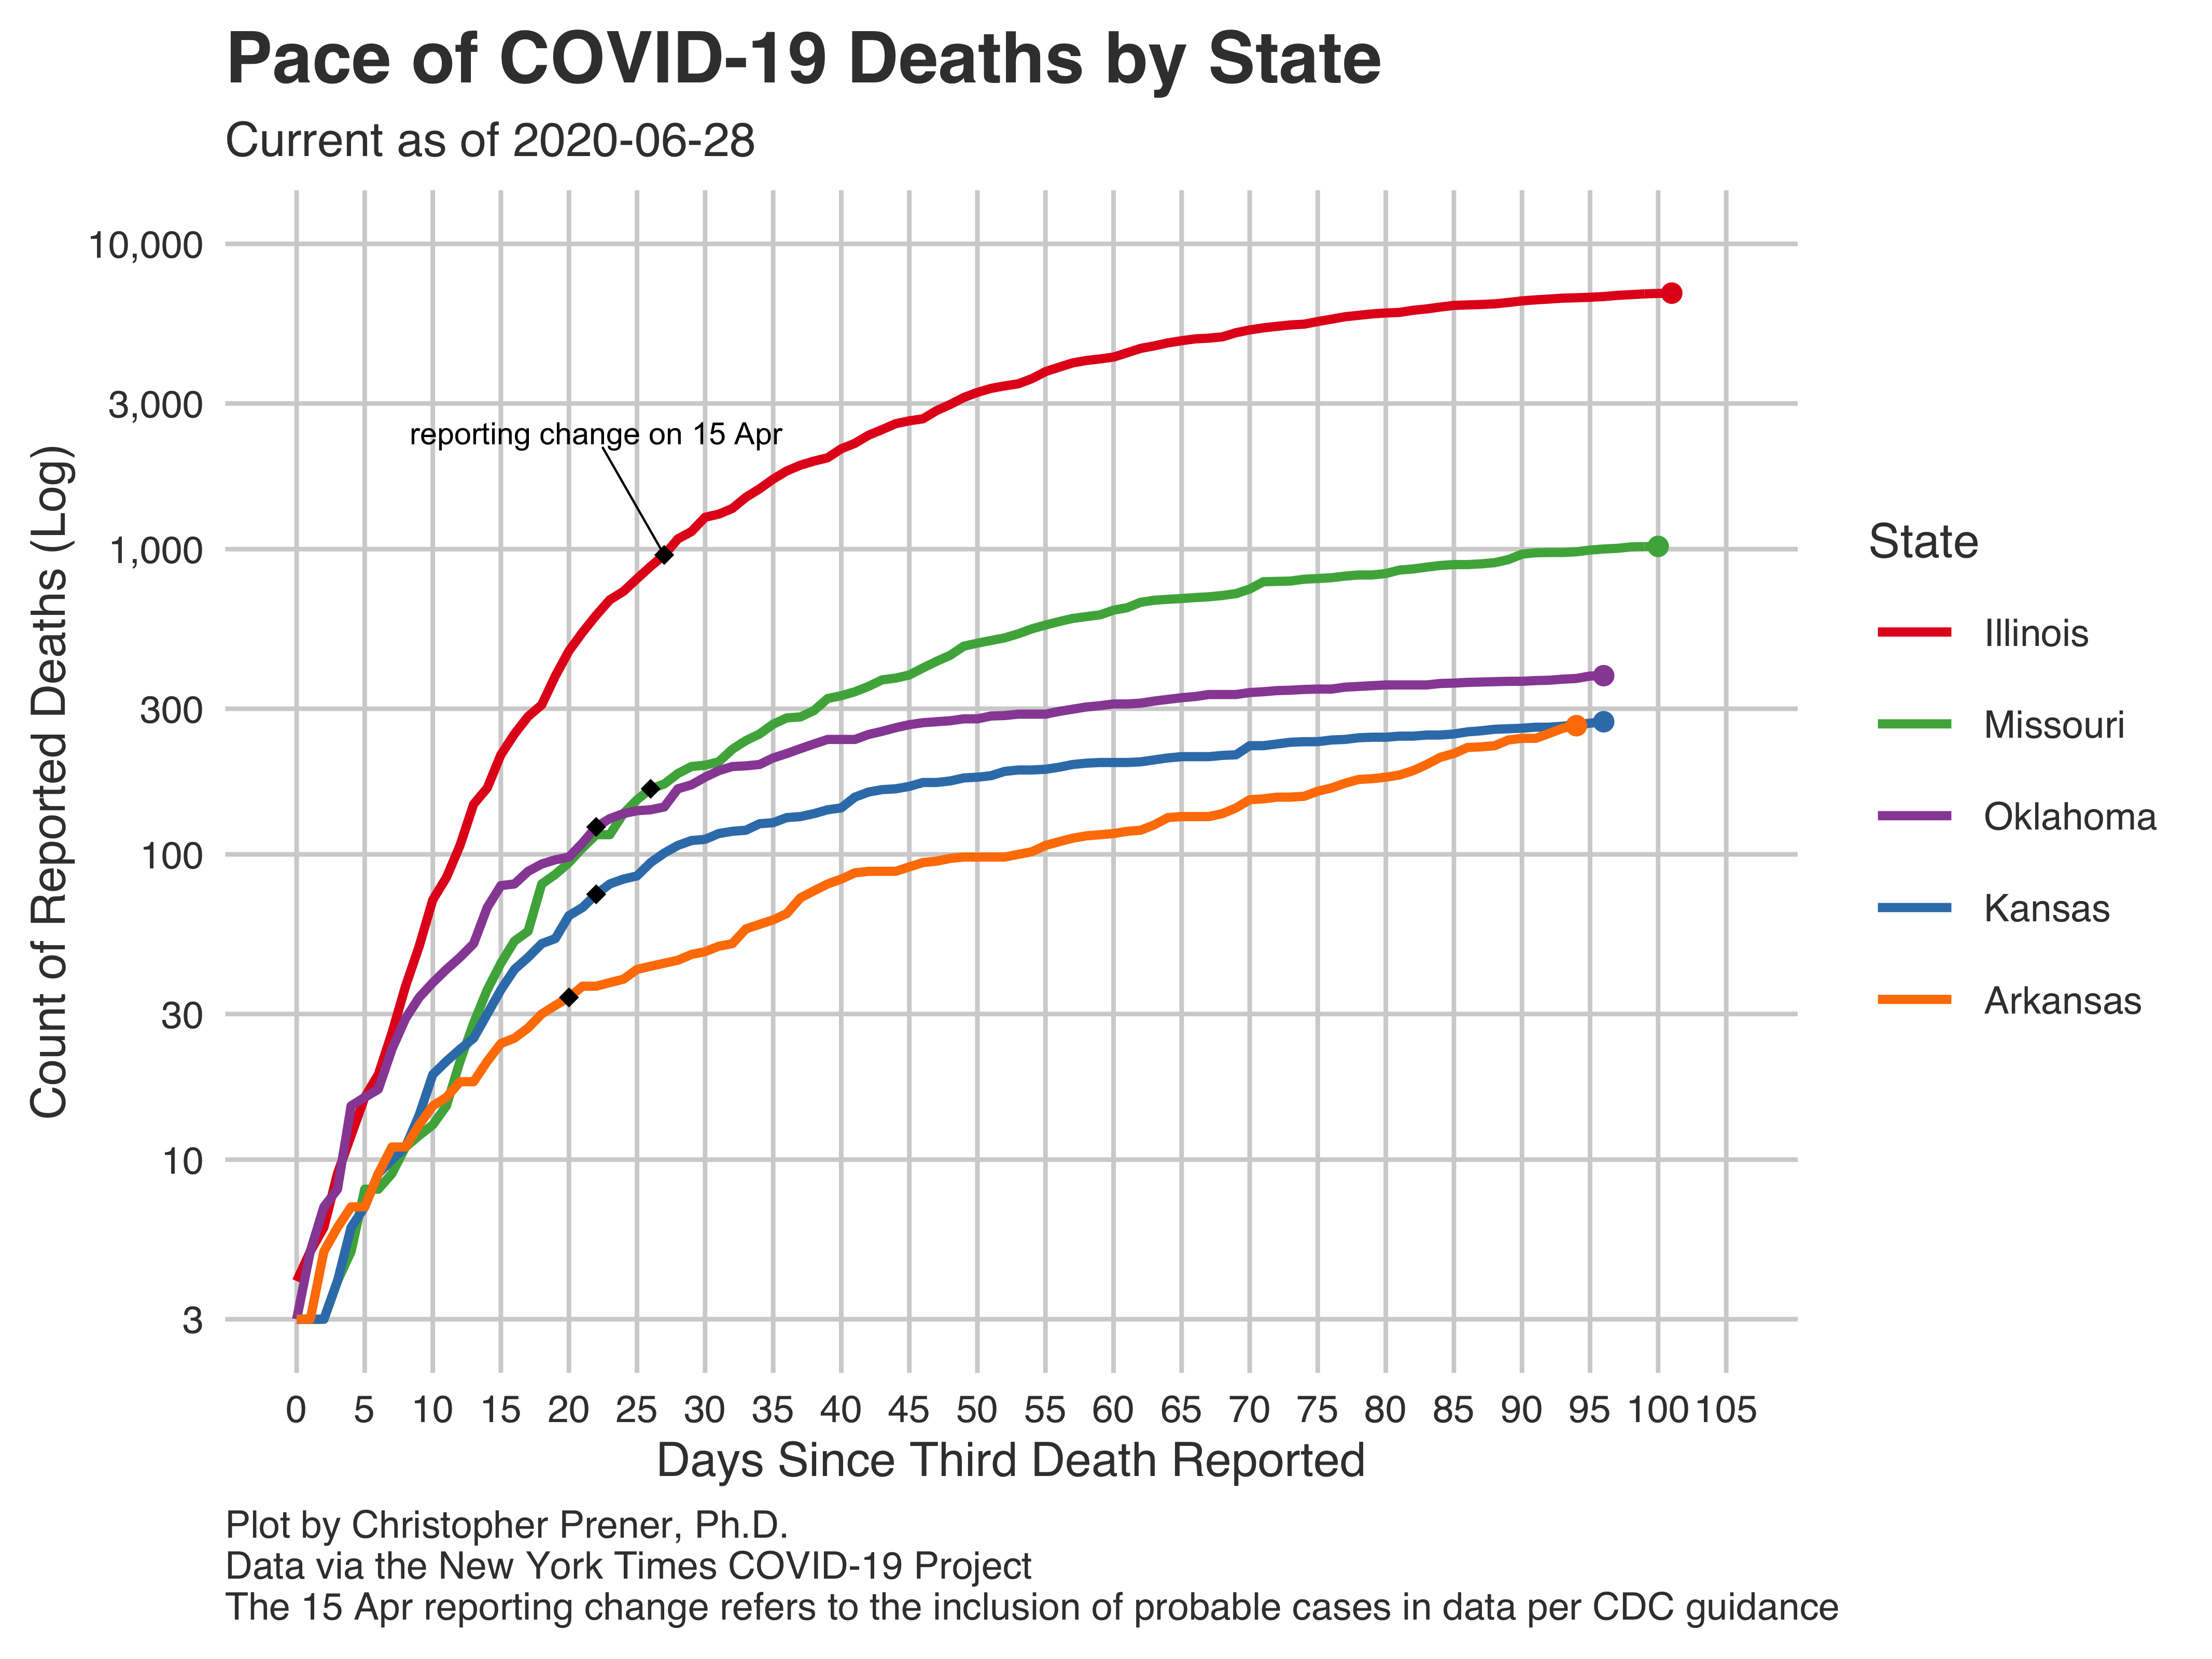 Pace of COVID-19 Deaths by State
Current as of 2020-06-28
Count of Reported Deaths (Log)
10,000
3,000
1,000
300
100
30
10
3
reporting change on 15 Apr
0 5 10 15 20 25 30 35 40 45 50 55 60 65 70 75 80 85 90 95 100 105
Days Since Third Death Reported
State
Illinois
Missouri
Oklahoma
Kansas
Arkansas
Plot by Christopher Prener, Ph.D.
Data via the New York Times COVID-19 Project
The 15 Apr reporting change refers to the inclusion of probable cases in data per CDC guidance